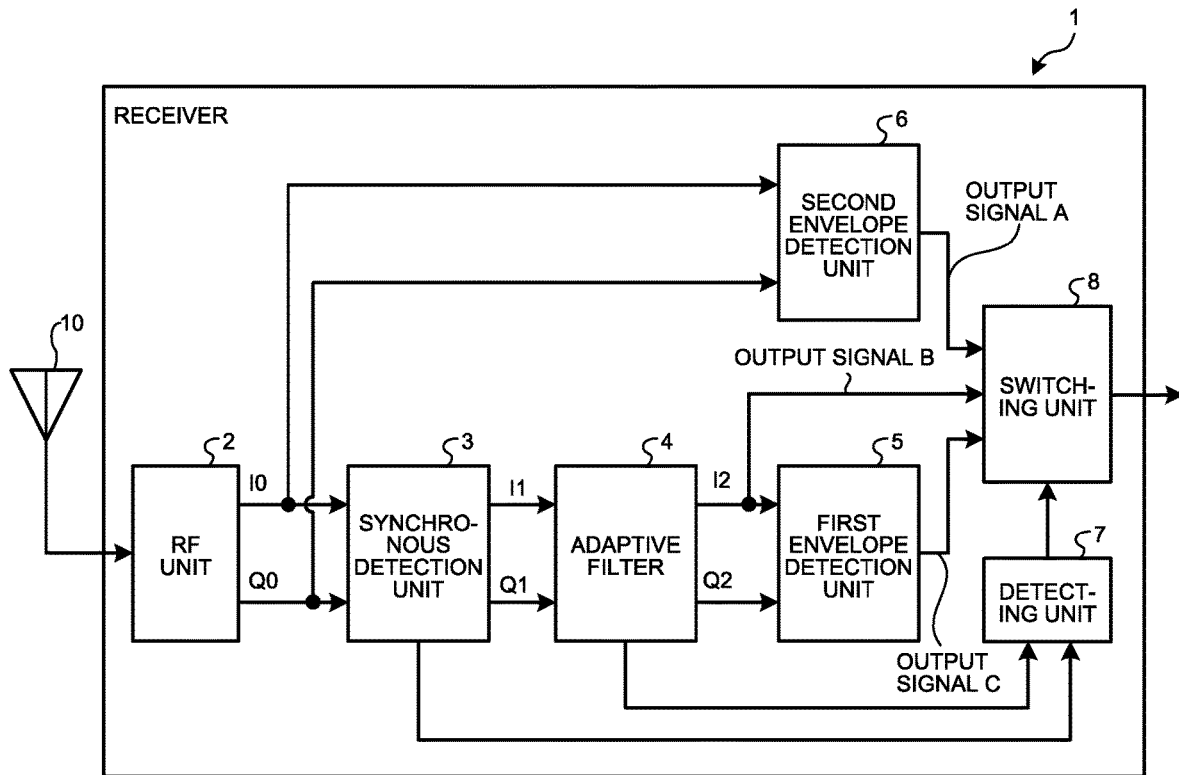 1
RECEIVER
6
SECOND
ENVELOPE
DETECTION
UNIT
OUTPUT
SIGNAL A
8
SWITCH-
ING UNIT
OUTPUT SIGNAL B
10
2
RF
UNIT
I0
Q0
3
SYNCHRO-
NOUS
DETECTION
UNIT
I1
Q1
4
ADAPTIVE
FILTER
I2
Q2
5
FIRST
ENVELOPE
DETECTION
UNIT
OUTPUT
SIGNAL C
7
DETECT-
ING UNIT